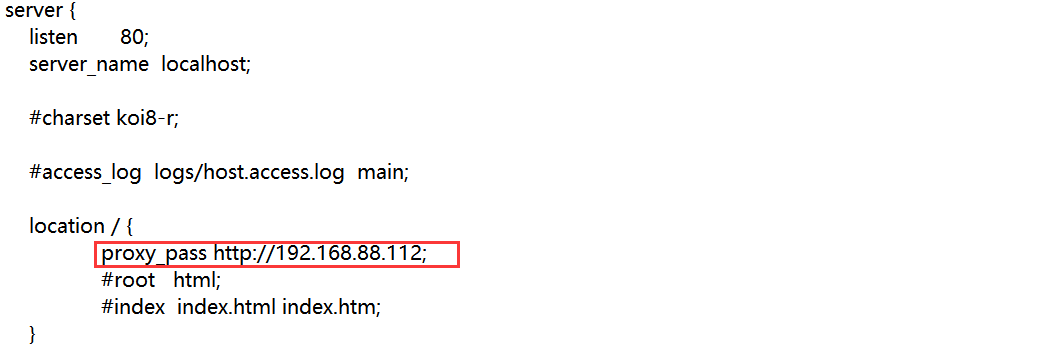 server {
listen 80;
server_name localhost;
#charset koi8-r;
#access_log logs/host.access.log main;
location / {
proxy_pass http://192.168.88.112;
#root html;
#index index.html index.htm;
}